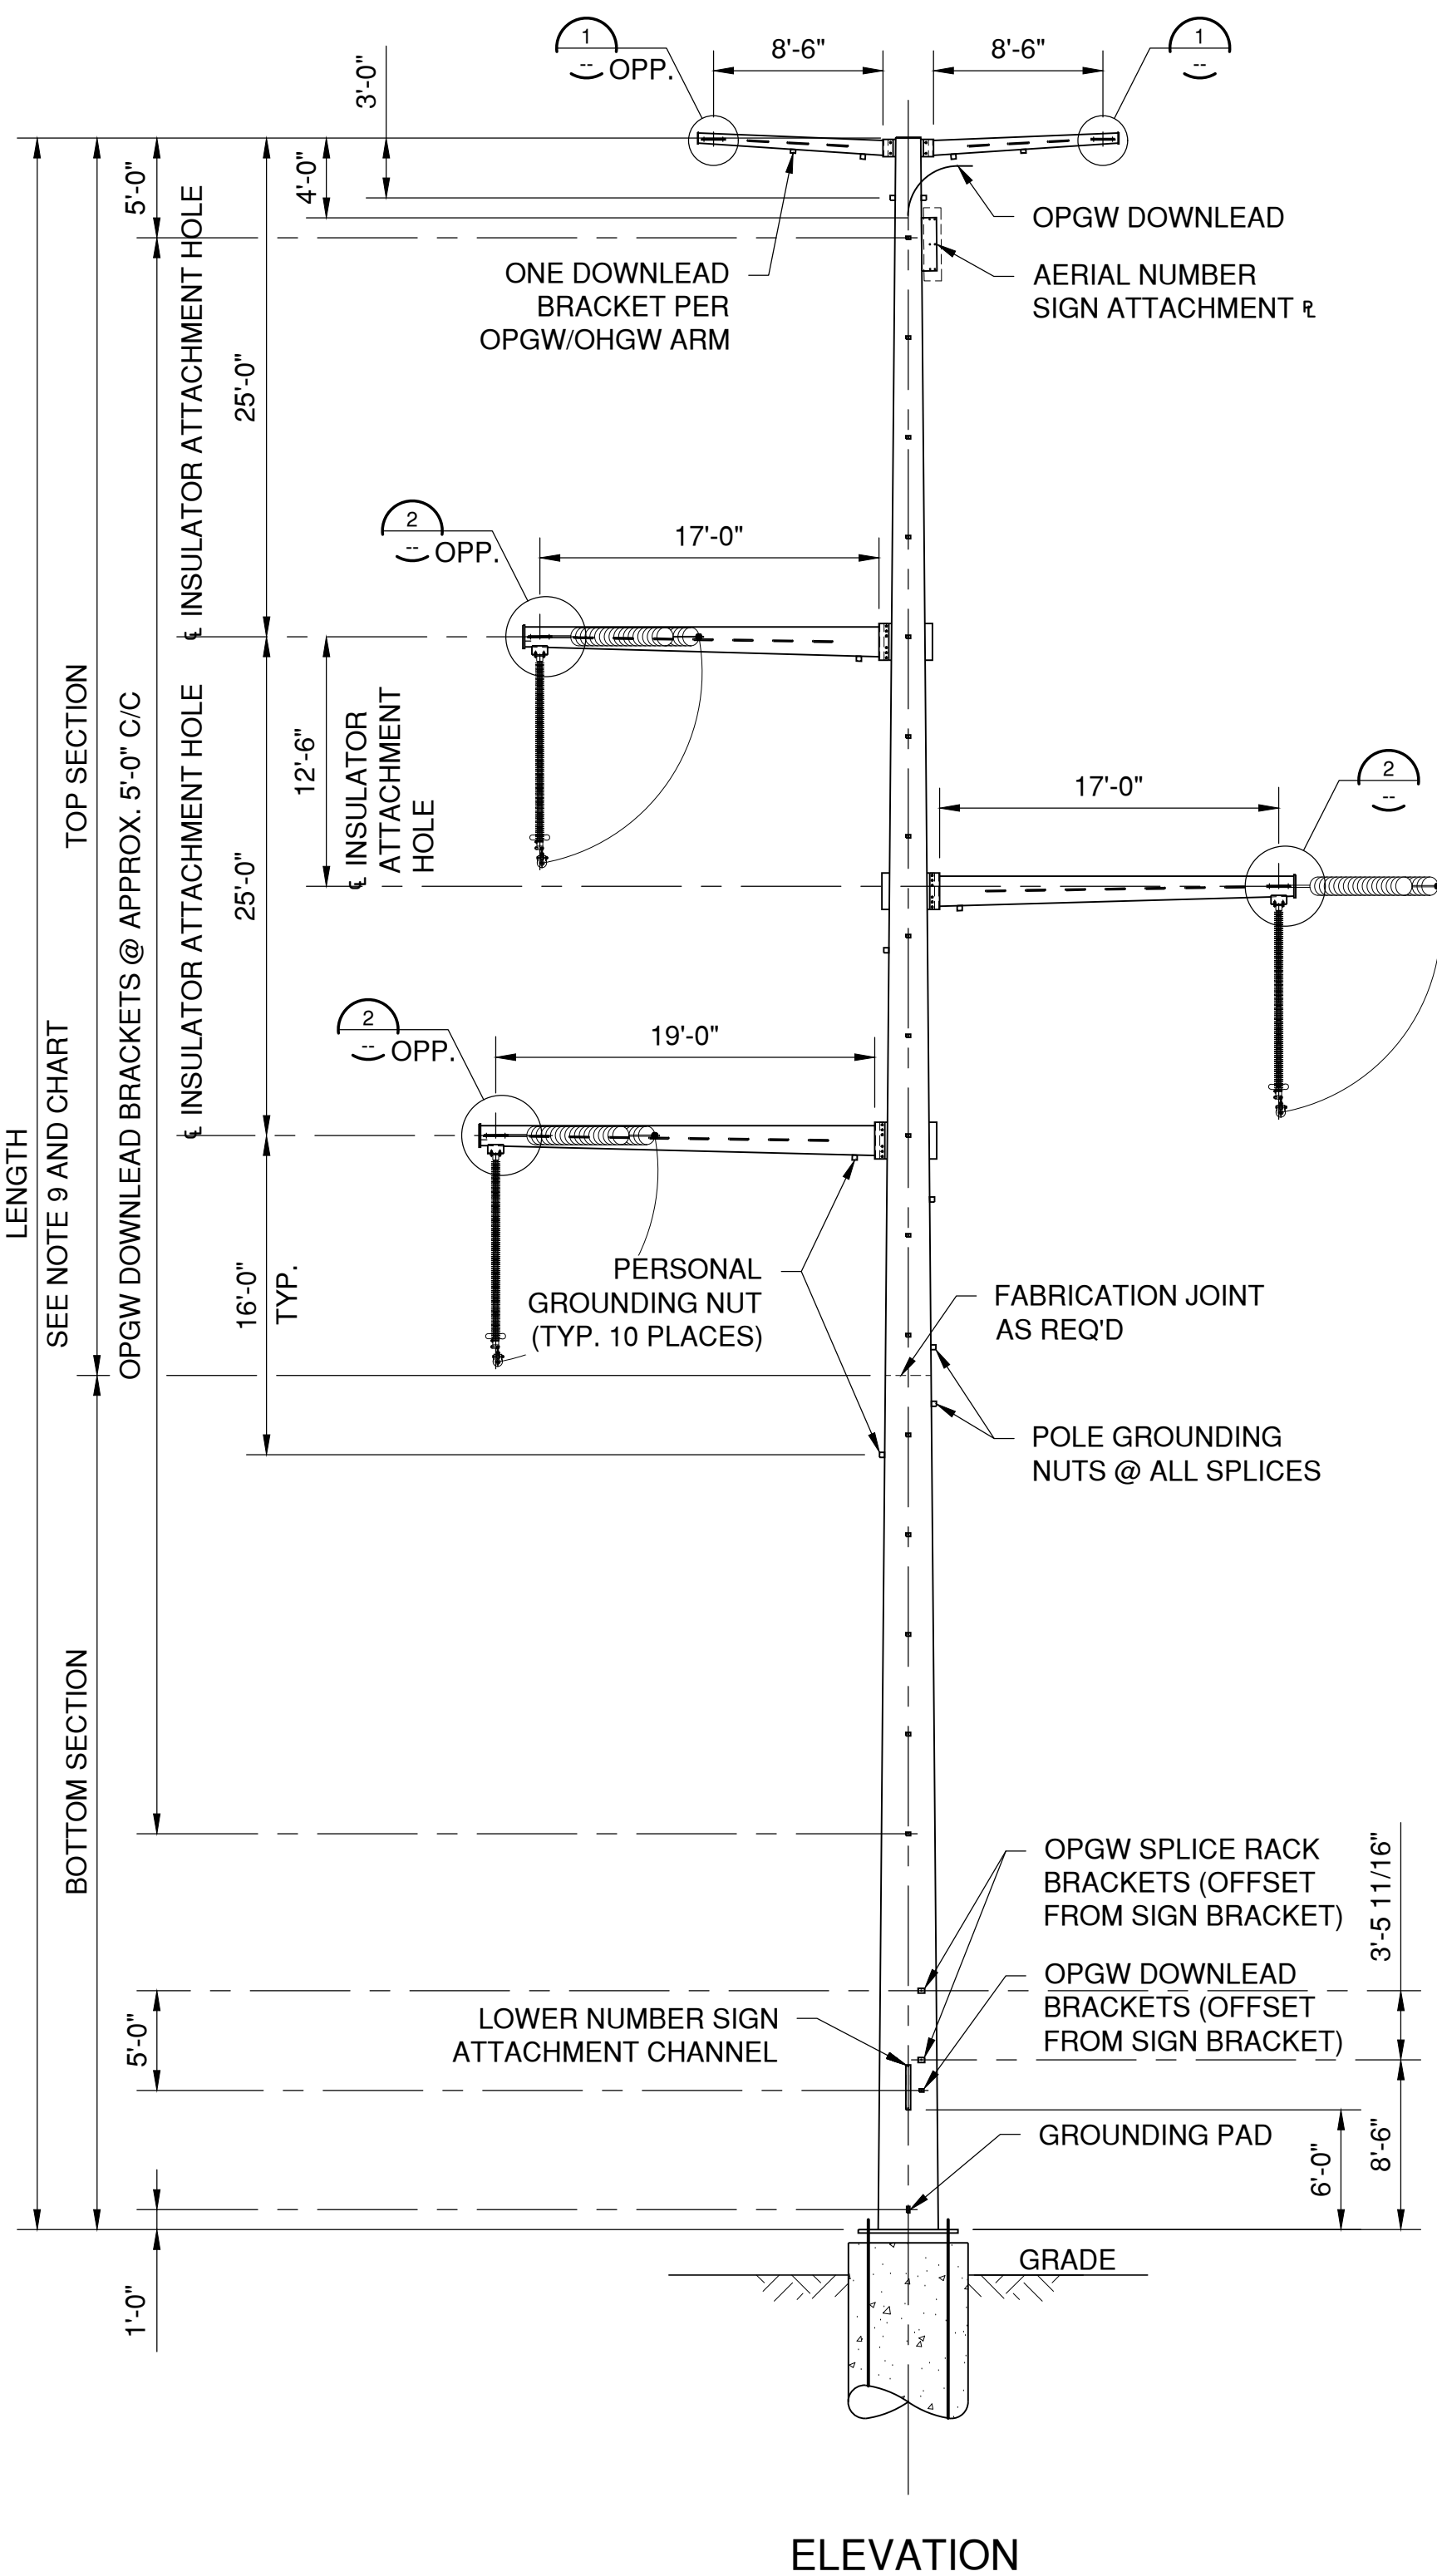 1
--
OPP.
8'-6"
8'-6"
1
--
3'-0"
5'-0"
4'-0"
OPGW DOWNLEAD
ONE DOWNLEAD
BRACKET PER
OPGW/OHGW ARM
AERIAL NUMBER
SIGN ATTACHMENT ⅊
℄ INSULATOR ATTACHMENT HOLE
25'-0"
2
--
OPP.
17'-0"
TOP SECTION
OPGW DOWNLEAD BRACKETS @ APPROX. 5'-0" C/C
℄ INSULATOR ATTACHMENT HOLE
25'-0"
12'-6"
℄ INSULATOR
ATTACHMENT
HOLE
17'-0"
2
--
2
--
OPP.
19'-0"
LENGTH
SEE NOTE 9 AND CHART
16'-0"
TYP.
PERSONAL
GROUNDING NUT
(TYP. 10 PLACES)
FABRICATION JOINT
AS REQ'D
POLE GROUNDING
NUTS @ ALL SPLICES
BOTTOM SECTION
OPGW SPLICE RACK
BRACKETS (OFFSET
FROM SIGN BRACKET)
3'-5 11/16"
OPGW DOWNLEAD
BRACKETS (OFFSET
FROM SIGN BRACKET)
5'-0"
LOWER NUMBER SIGN
ATTACHMENT CHANNEL
GROUNDING PAD
6'-0"
8'-6"
1'-0"
GRADE
ELEVATION